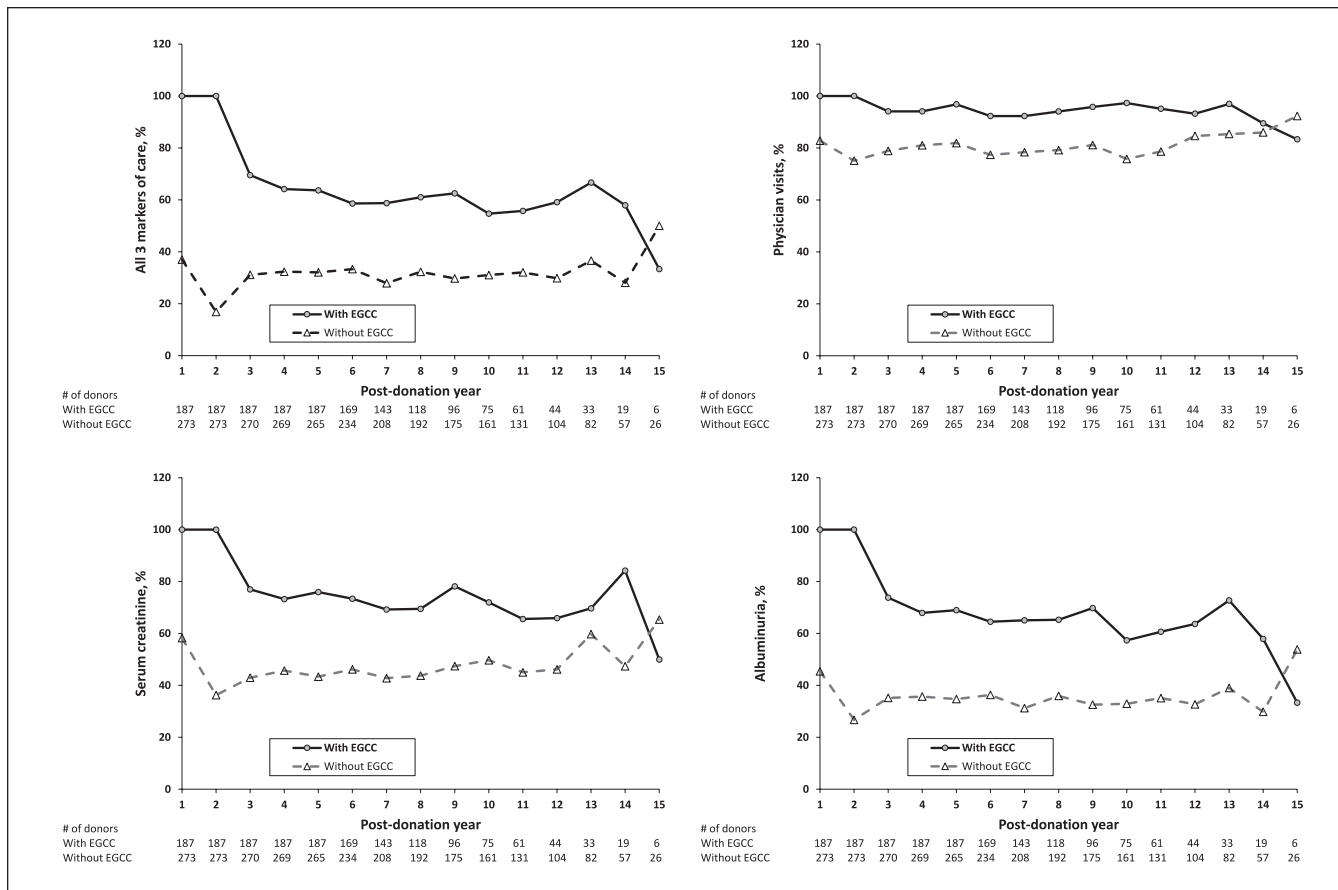 120
100
80
60
40
20
0
All 3 markers of care, %
With EGCC
Without EGCC
1 2 3 4 5 6 7 8 9 10 11 12 13 14 15
Post-donation year
# of donors
With EGCC 187 187 187 187 187 169 143 118 96 75 61 44 33 19 6
Without EGCC 273 273 270 269 265 234 208 192 175 161 131 104 82 57 26
120
100
80
60
40
20
0
Physician visits, %
With EGCC
Without EGCC
1 2 3 4 5 6 7 8 9 10 11 12 13 14 15
Post-donation year
# of donors
With EGCC 187 187 187 187 187 169 143 118 96 75 61 44 33 19 6
Without EGCC 273 273 270 269 265 234 208 192 175 161 131 104 82 57 26
120
100
80
60
40
20
0
Serum creatinine, %
With EGCC
Without EGCC
1 2 3 4 5 6 7 8 9 10 11 12 13 14 15
Post-donation year
# of donors
With EGCC 187 187 187 187 187 169 143 118 96 75 61 44 33 19 6
Without EGCC 273 273 270 269 265 234 208 192 175 161 131 104 82 57 26
120
100
80
60
40
20
0
Albuminuria, %
With EGCC
Without EGCC
1 2 3 4 5 6 7 8 9 10 11 12 13 14 15
Post-donation year
# of donors
With EGCC 187 187 187 187 187 169 143 118 96 75 61 44 33 19 6
Without EGCC 273 273 270 269 265 234 208 192 175 161 131 104 82 57 26